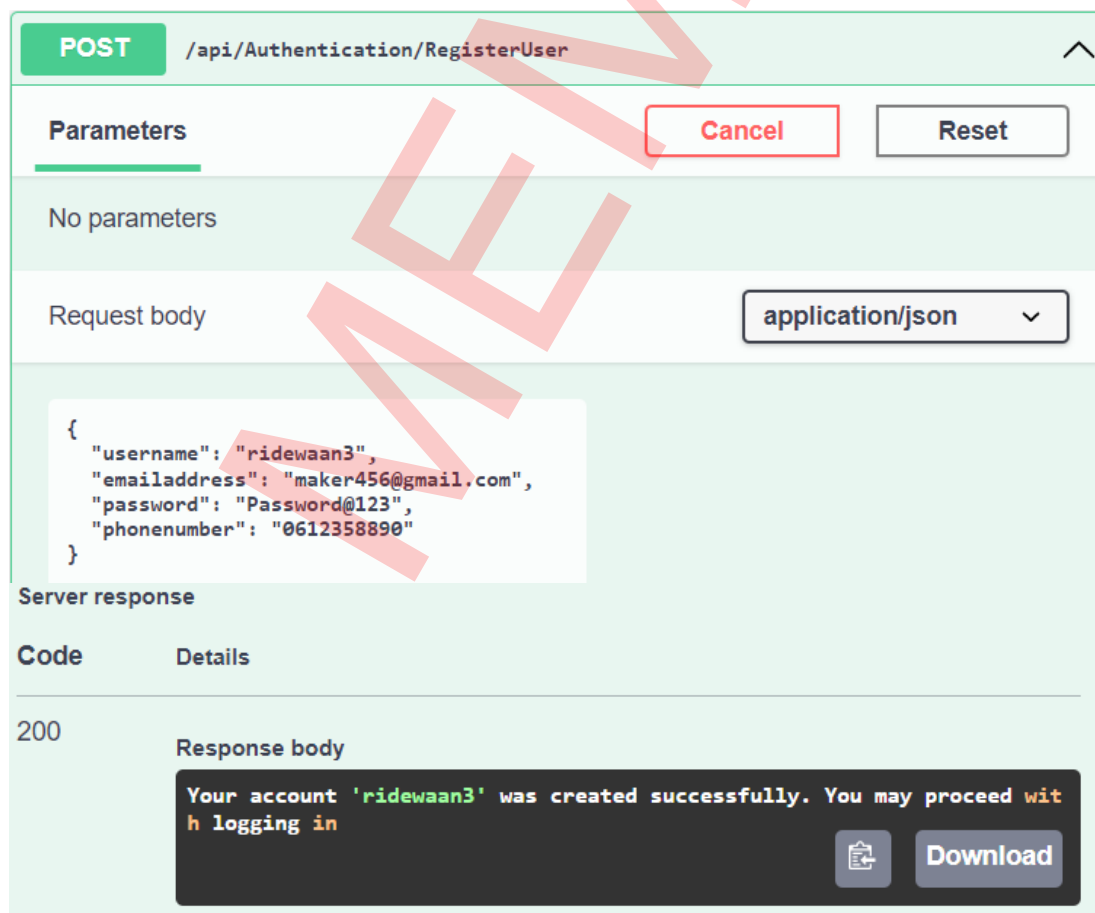 POST /api/Authentication/RegisterUser
Parameters
Cancel
Reset
No parameters
Request body
application/json
{
"username": "ridewaan3",
"emailaddress": "maker456@gmail.com",
"password": "Password@123",
"phonenumber": "0612358890"
}
Server response
Code Details
200
Response body
Your account 'ridewaan3' was created successfully. You may proceed wit
h logging in
Download